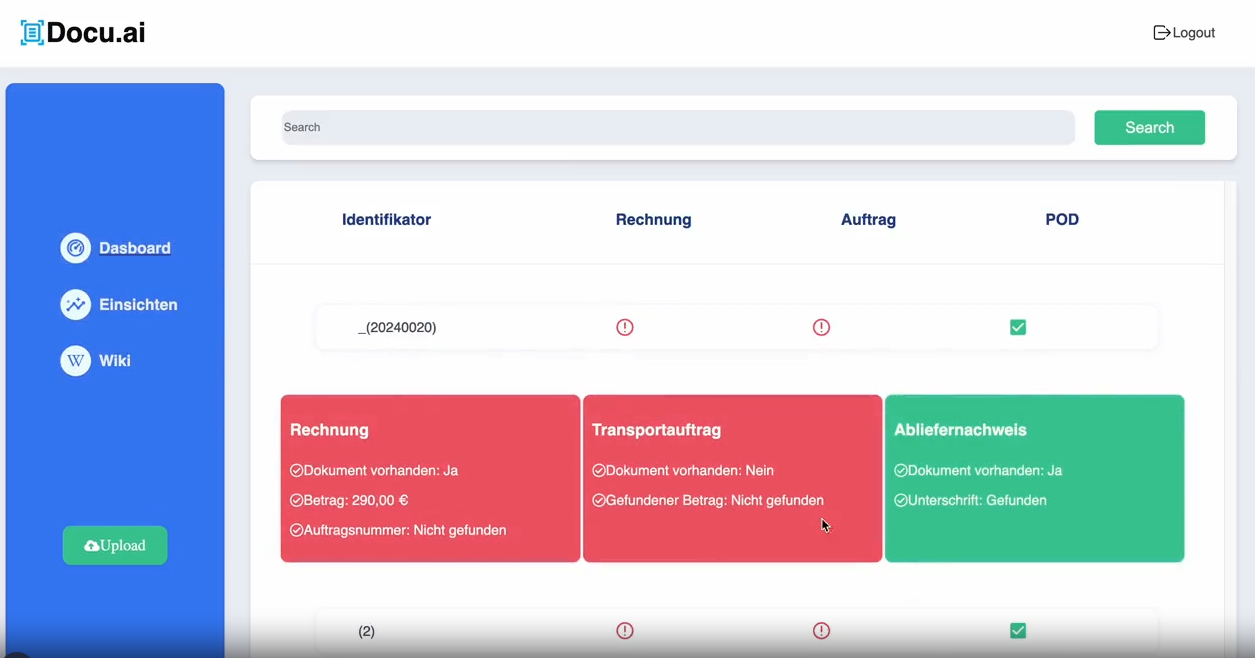 Docu.ai
Logout
Search
Search
Dasboard
Einsichten
W Wiki
Upload
Identifikator Rechnung Auftrag POD
_(20240020)
Rechnung
Dokument vorhanden: Ja
Betrag: 290,00 €
Auftragsnummer: Nicht gefunden
Transportauftrag
Dokument vorhanden: Nein
Gefundener Betrag: Nicht gefunden
Abliefernachweis
Dokument vorhanden: Ja
Unterschrift: Gefunden
(2)